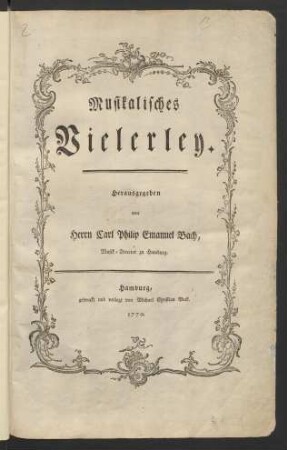 Musikalisches
Vielerley.
Herausgegeben
von
Herrn Carl Philip Emanuel Bach,
Musik-Director zu Hamburg.
Hamburg,
gedruckt und verlegt von Michael Christian Bock.
1770.